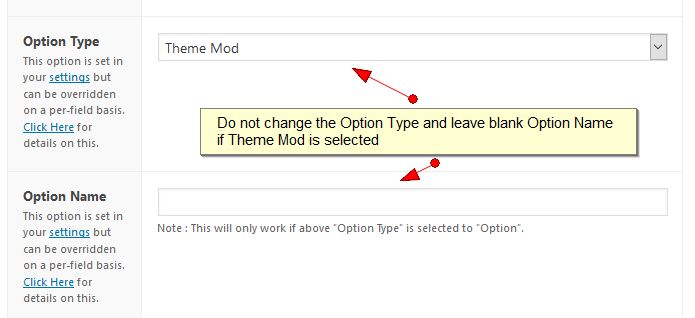 Option Type
This option is set in
your settings but
can be overridden
on a per-field basis.
Click Here for
details on this.
Theme Mod
Do not change the Option Type and leave blank Option Name
if Theme Mod is selected
Option Name
This option is set in
your settings but
can be overridden
on a per-field basis.
Click Here for
details on this.
Note : This will only work if above "Option Type" is selected to "Option".